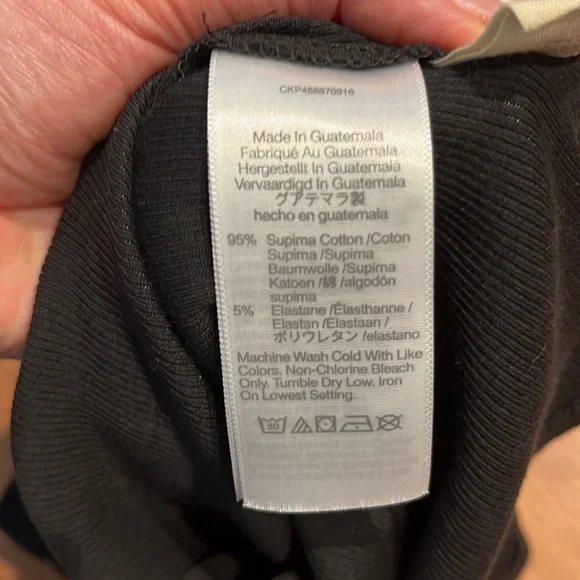 CKP468870916
Made In Guatemala
Fabriqué Au Guatemala
Hergestellt In Guatemala
Vervaardigd In Guatemala
グアテマラ製
hecho en guatemala
95% Supima Cotton /Coton
Supima /Supima
Baumwolle /Supima
Katoen /綿 /algodón
supima
5% Elastane /Élasthanne /
Elastan /Elastaan /
ポリウレタン /elastano
Machine Wash Cold With Like
Colors, Non-Chlorine Bleach
Only. Tumble Dry Low. Iron
On Lowest Setting.
30